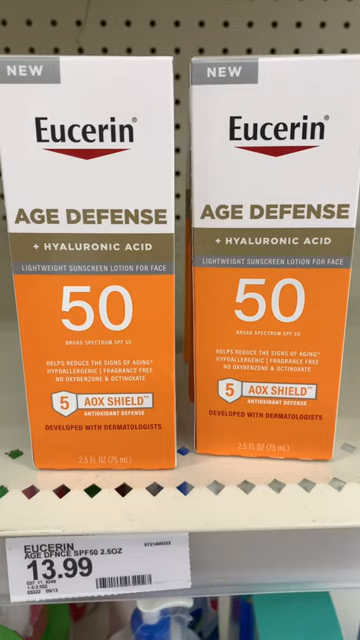 NEW
Eucerin®
AGE DEFENSE
+ HYALURONIC ACID
LIGHTWEIGHT SUNSCREEN LOTION FOR FACE
50
BROAD SPECTRUM SPF 50
HELPS REDUCE THE SIGNS OF AGING*
HYPOALLERGENIC | FRAGRANCE FREE
NO OXYBENZONE & OCTINOXATE
5 AOX SHIELD™
ANTIOXIDANT DEFENSE
DEVELOPED WITH DERMATOLOGISTS
2.5 FL OZ (75 mL)
NEW
Eucerin®
AGE DEFENSE
+ HYALURONIC ACID
LIGHTWEIGHT SUNSCREEN LOTION FOR FACE
50
BROAD SPECTRUM SPF 50
HELPS REDUCE THE SIGNS OF AGING*
HYPOALLERGENIC | FRAGRANCE FREE
NO OXYBENZONE & OCTINOXATE
5 AOX SHIELD™
ANTIOXIDANT DEFENSE
DEVELOPED WITH DERMATOLOGISTS
2.5 FL OZ (75 mL)
EUCERIN
AGE DFNCE SPF50 2.5OZ
13.99